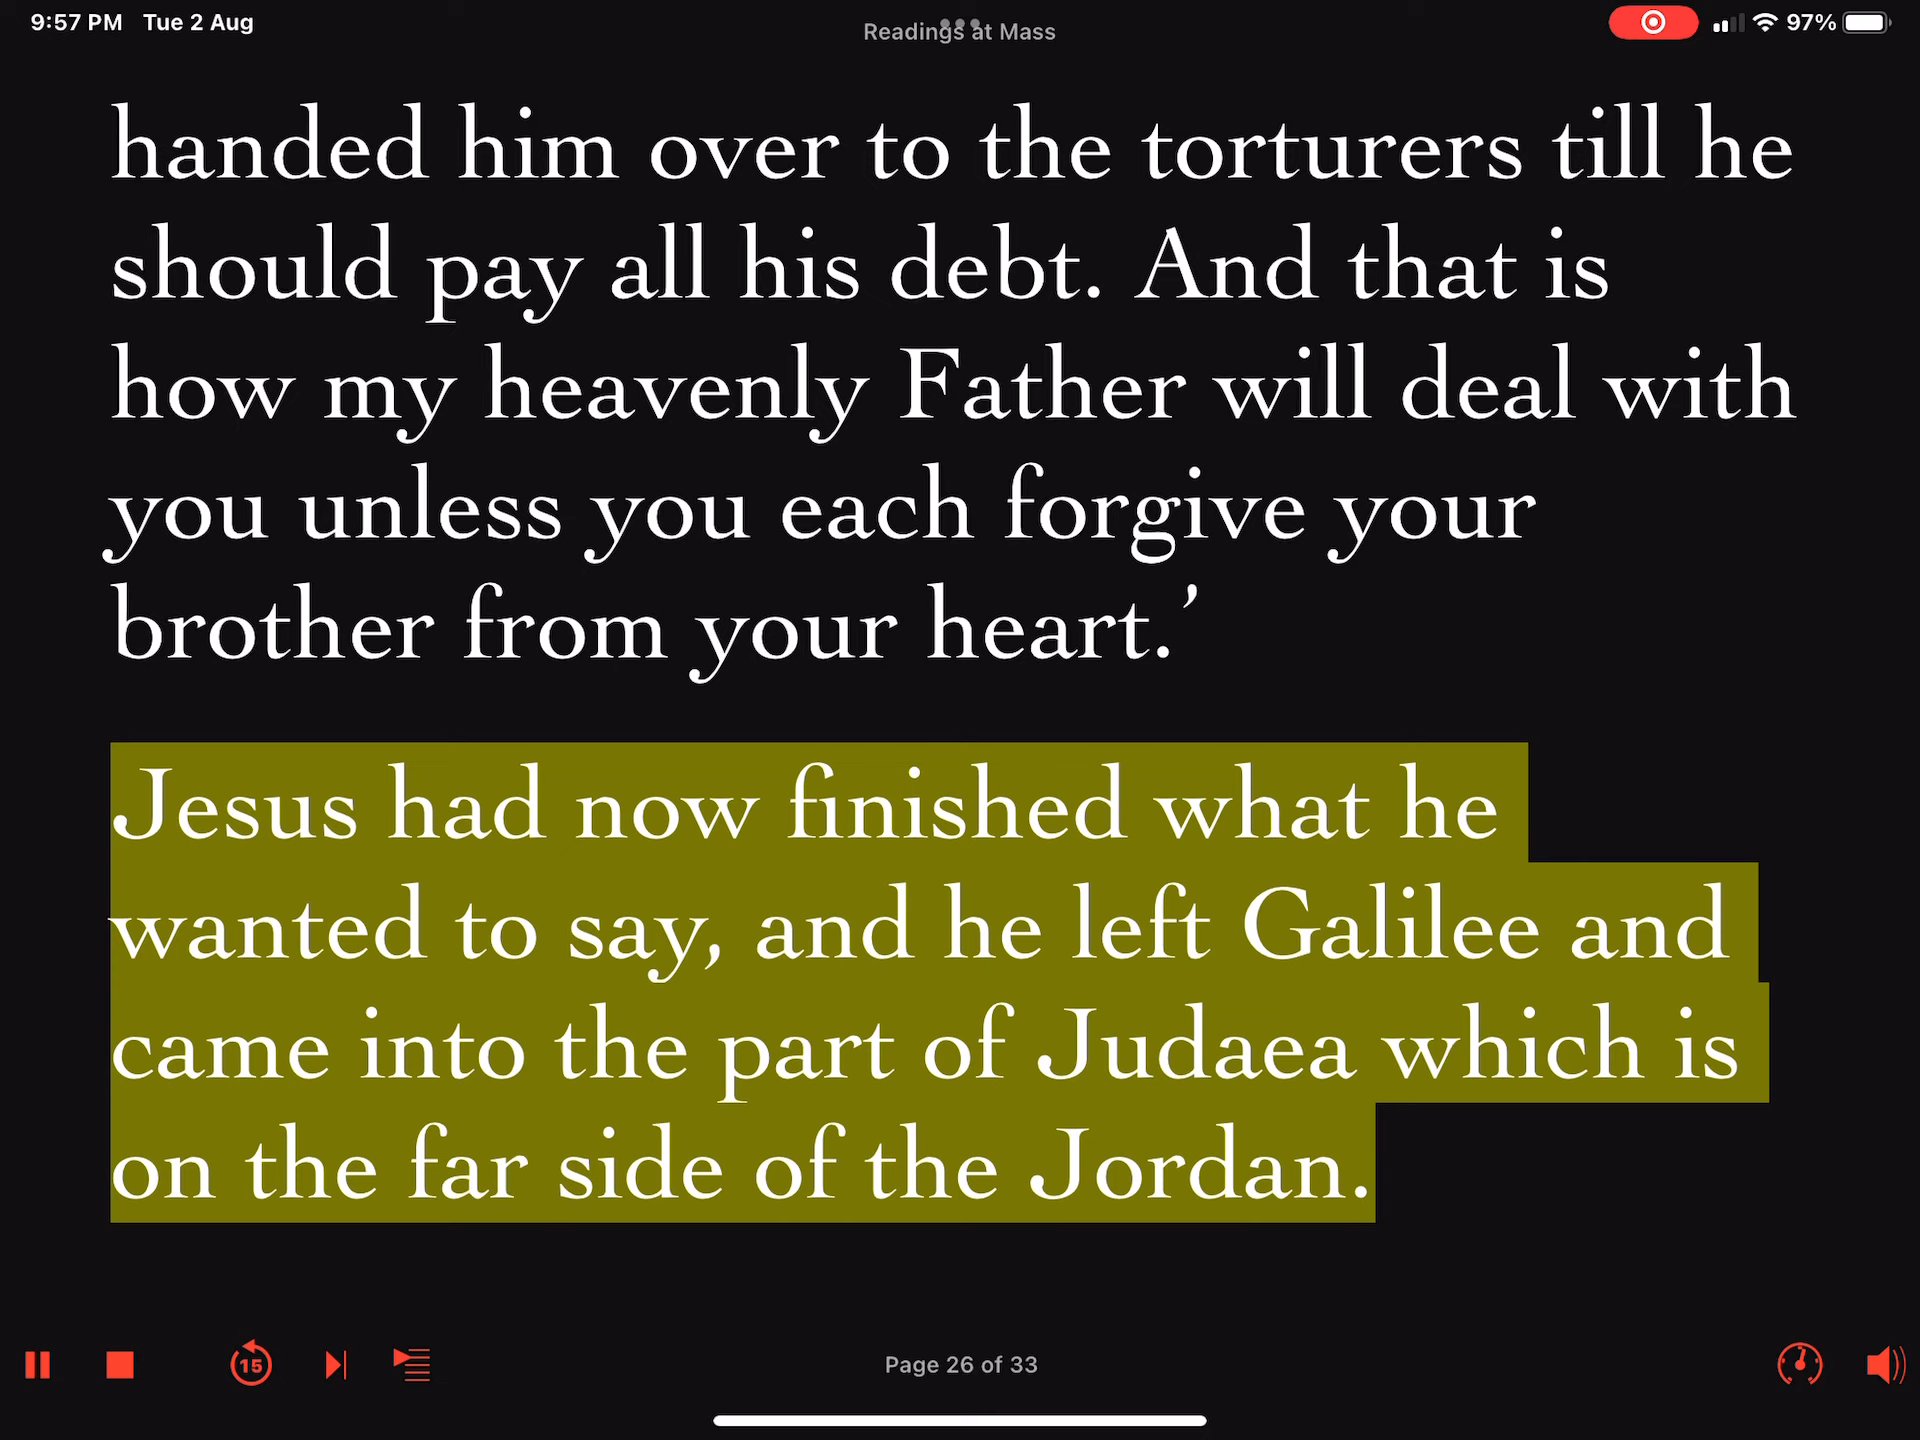 9:57 PM Tue 2 Aug
Readings at Mass
97%
handed him over to the torturers till he
should pay all his debt. And that is
how my heavenly Father will deal with
you unless you each forgive your
brother from your heart.’
Jesus had now finished what he
wanted to say, and he left Galilee and
came into the part of Judaea which is
on the far side of the Jordan.
15
Page 26 of 33